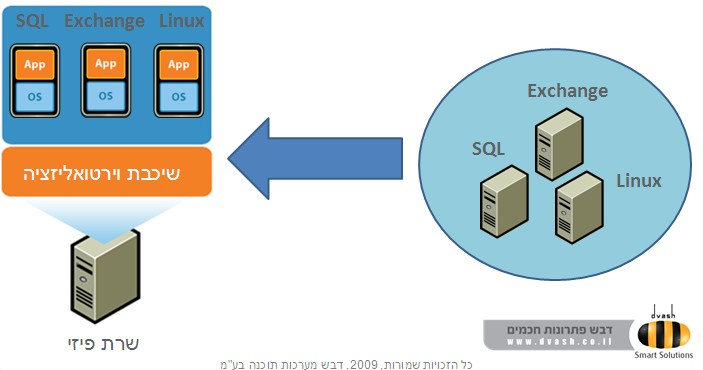 SQL Exchange Linux
App App App
OS OS OS
שיכבת וירטואליזציה
שרת פיזי
Exchange
SQL
Linux
דבש פתרונות חכמים
www.dvash.co.il
dvash
Smart Solutions
כל הזכויות שמורות, 2009, דבש מערכות תוכנה בע"מ